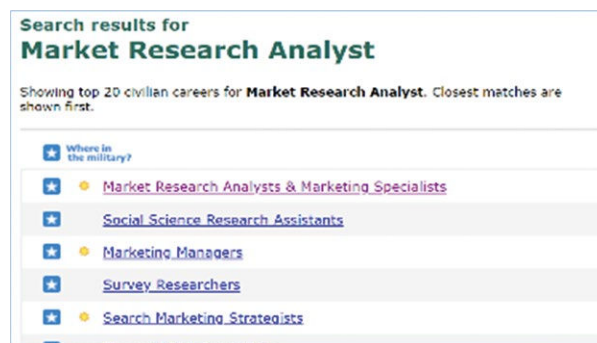 Search results for
Market Research Analyst
Showing top 20 civilian careers for Market Research Analyst. Closest matches are
shown first.
Where in
the military?
Market Research Analysts & Marketing Specialists
Social Science Research Assistants
Marketing Managers
Survey Researchers
Search Marketing Strategists